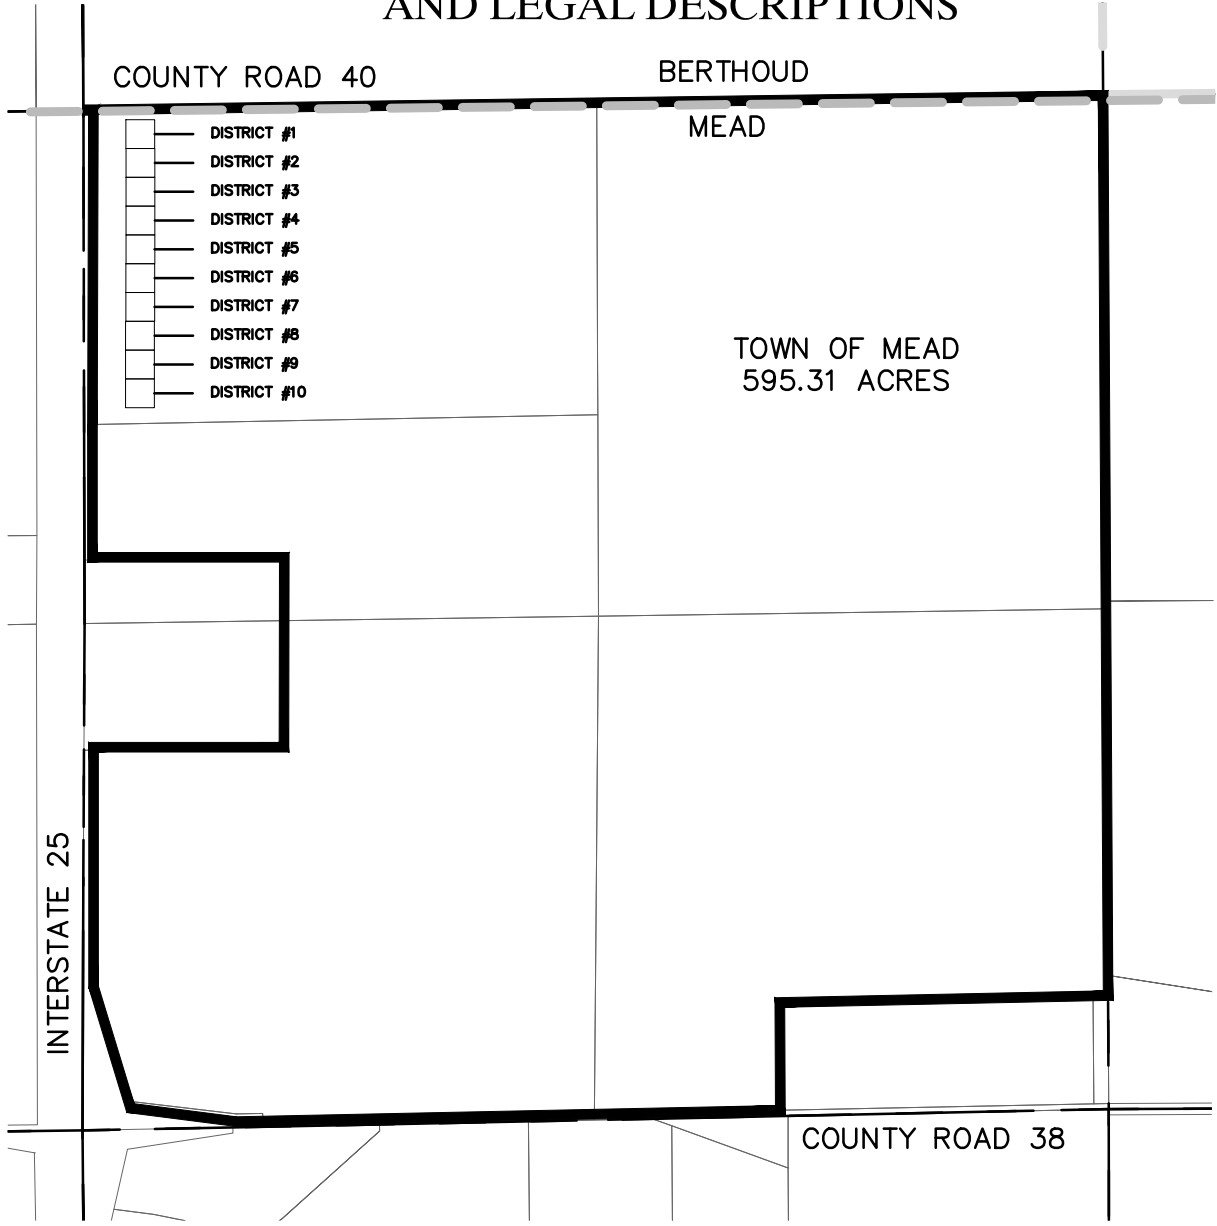 AND LEGAL DESCRIPTIONS
COUNTY ROAD 40
BERTHOUD
MEAD
DISTRICT #1
DISTRICT #2
DISTRICT #3
DISTRICT #4
DISTRICT #5
DISTRICT #6
DISTRICT #7
DISTRICT #8
DISTRICT #9
DISTRICT #10
TOWN OF MEAD
595.31 ACRES
INTERSTATE 25
COUNTY ROAD 38